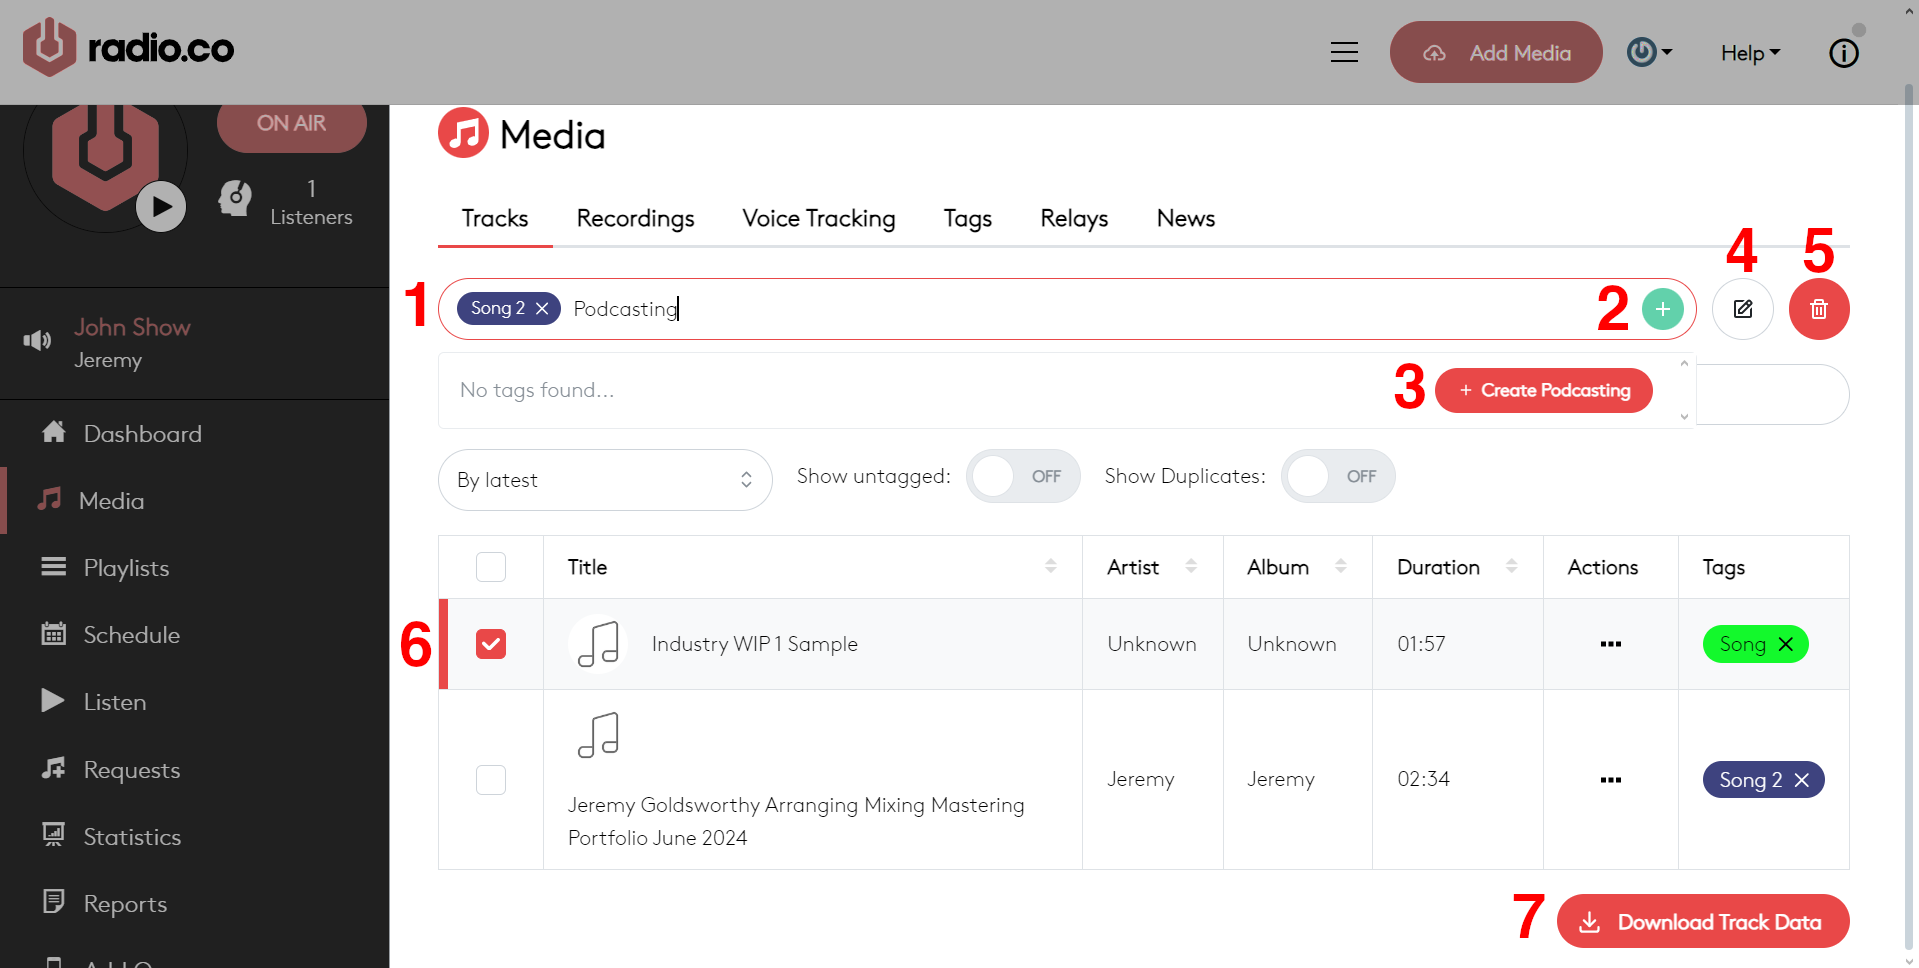 radio.co
Add Media
Help
ON AIR
1
Listeners
John Show
Jeremy
Dashboard
Media
Playlists
Schedule
Listen
Requests
Statistics
Reports
Media
Tracks Recordings Voice Tracking Tags Relays News
4 5
1 Song 2 Podcasting 2
No tags found... 3 + Create Podcasting
By latest Show untagged: OFF Show Duplicates: OFF
Title Artist Album Duration Actions Tags
6 Industry WIP 1 Sample Unknown Unknown 01:57 Song
Jeremy Goldsworthy Arranging Mixing Mastering
Portfolio June 2024
Jeremy Jeremy 02:34 Song 2
7 Download Track Data